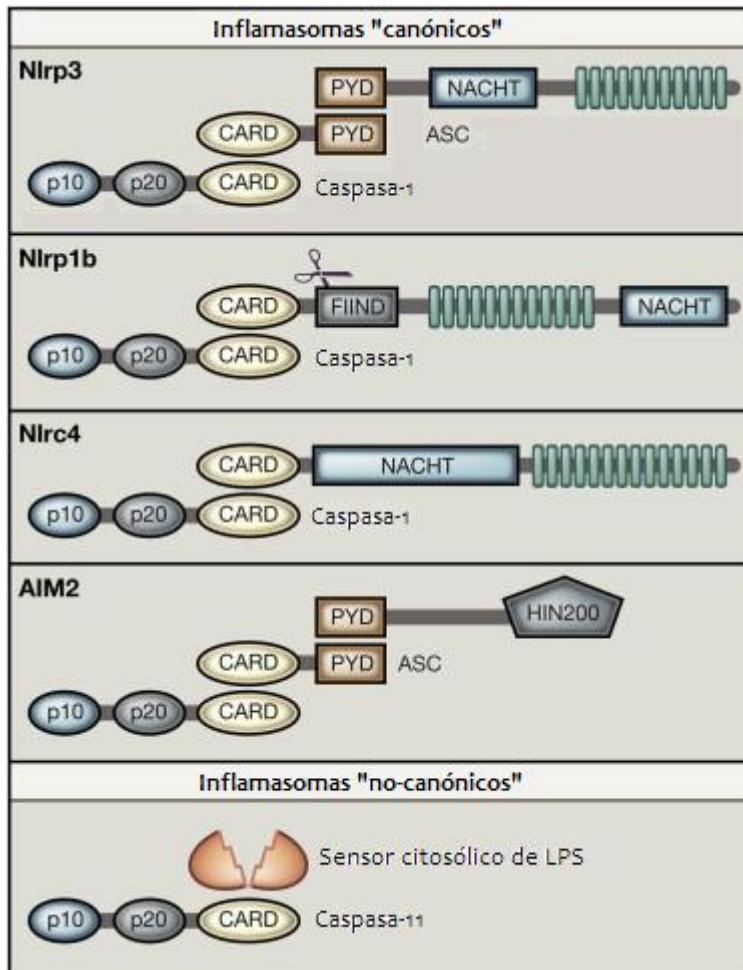 Inflamasomas "canónicos"
Nlrp3
PYD NACHT
CARD PYD ASC
p10 p20 CARD Caspasa-1
Nlrp1b
CARD FIIND NACHT
p10 p20 CARD Caspasa-1
Nlrc4
CARD NACHT
p10 p20 CARD Caspasa-1
AIM2
PYD HIN200
CARD PYD ASC
p10 p20 CARD
Inflamasomas "no-canónicos"
Sensor citosólico de LPS
p10 p20 CARD Caspasa-11